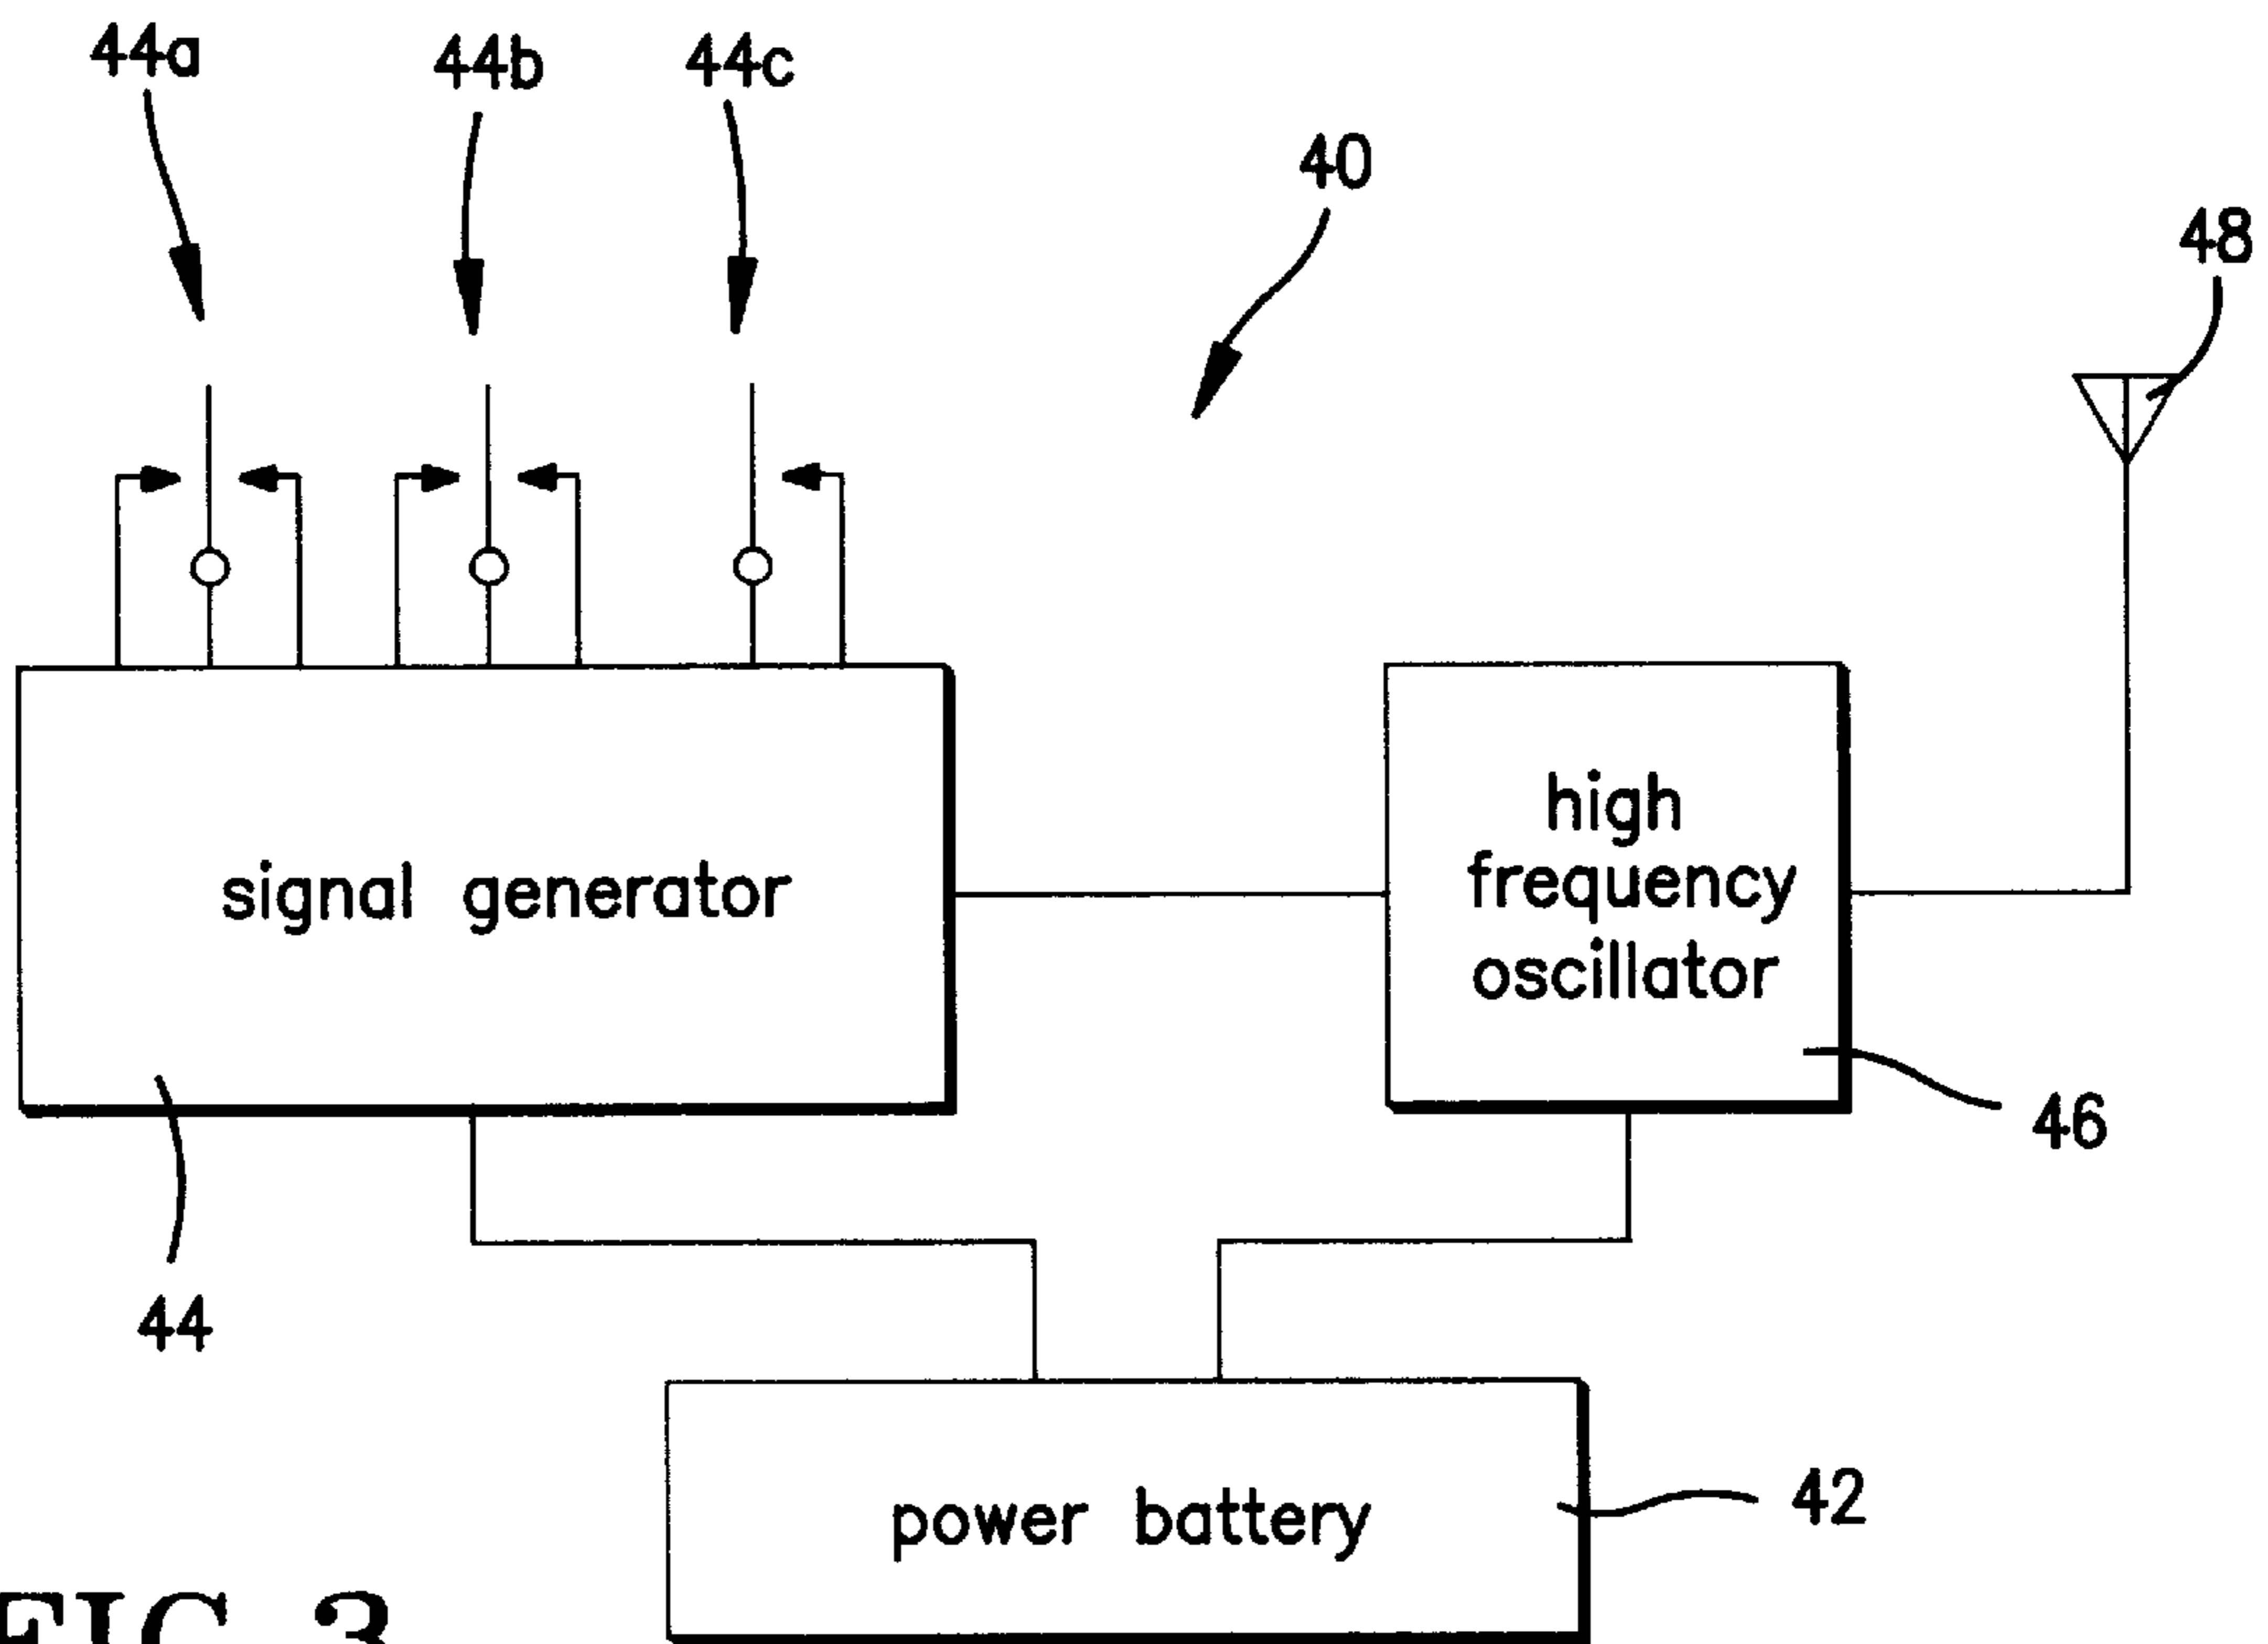 44a
44b
44c
40
48
signal generator
high
frequency
oscillator
46
44
power battery
42
FIG. 3